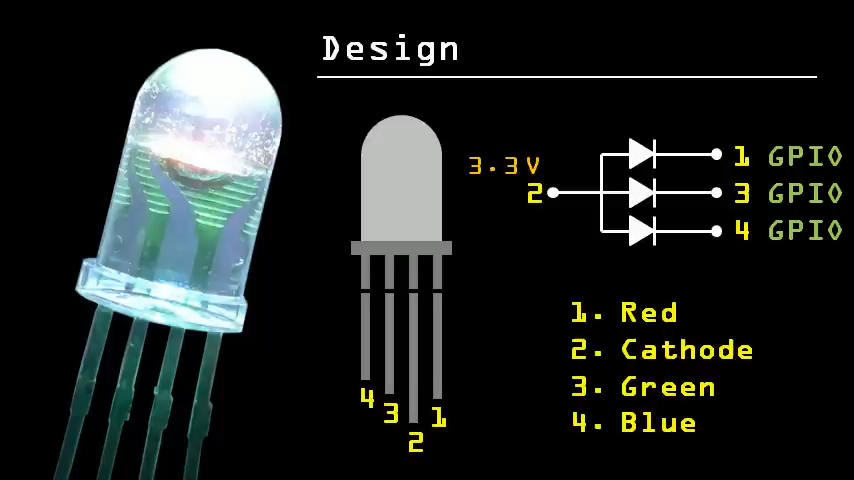 Design
3.3V
2
1 GPIO
3 GPIO
4 GPIO
1. Red
2. Cathode
3. Green
4. Blue
4
3
2
1